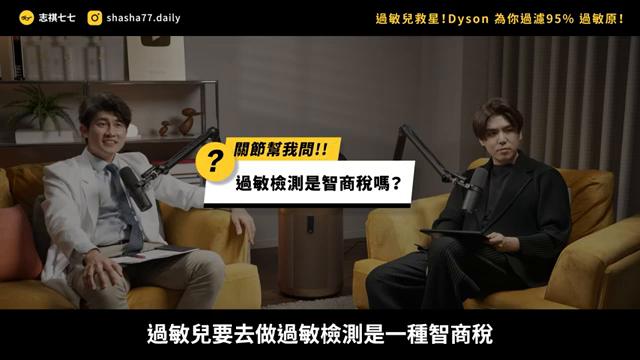 志祺七七
shasha77.daily
過敏兒救星！Dyson 為你過濾95% 過敏原！
?
關節幫我問!!
過敏檢測是智商稅嗎？
過敏兒要去做過敏檢測是一種智商稅